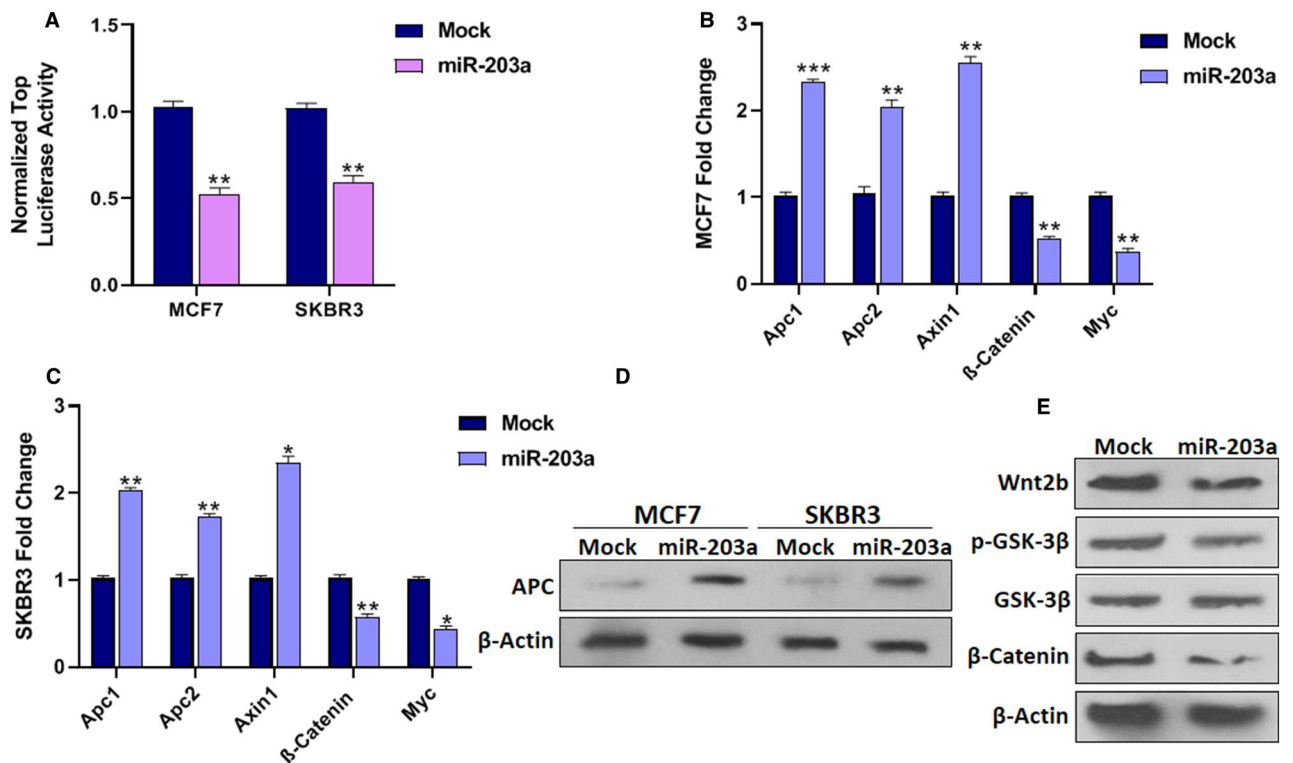 A
Normalized Top
Luciferase Activity
1.5
1.0
0.5
0.0
Mock
miR-203a
**
**
MCF7
SKBR3
B
MCF7 Fold Change
3
2
1
0
Mock
miR-203a
***
**
**
**
**
Apc1
Apc2
Axin1
ß-Catenin
Myc
C
SKBR3 Fold Change
3
2
1
0
Mock
miR-203a
**
**
*
**
*
Apc1
Apc2
Axin1
ß-Catenin
Myc
D
MCF7 SKBR3
Mock miR-203a Mock miR-203a
APC
β-Actin
E
Mock miR-203a
Wnt2b
p-GSK-3β
GSK-3β
β-Catenin
β-Actin